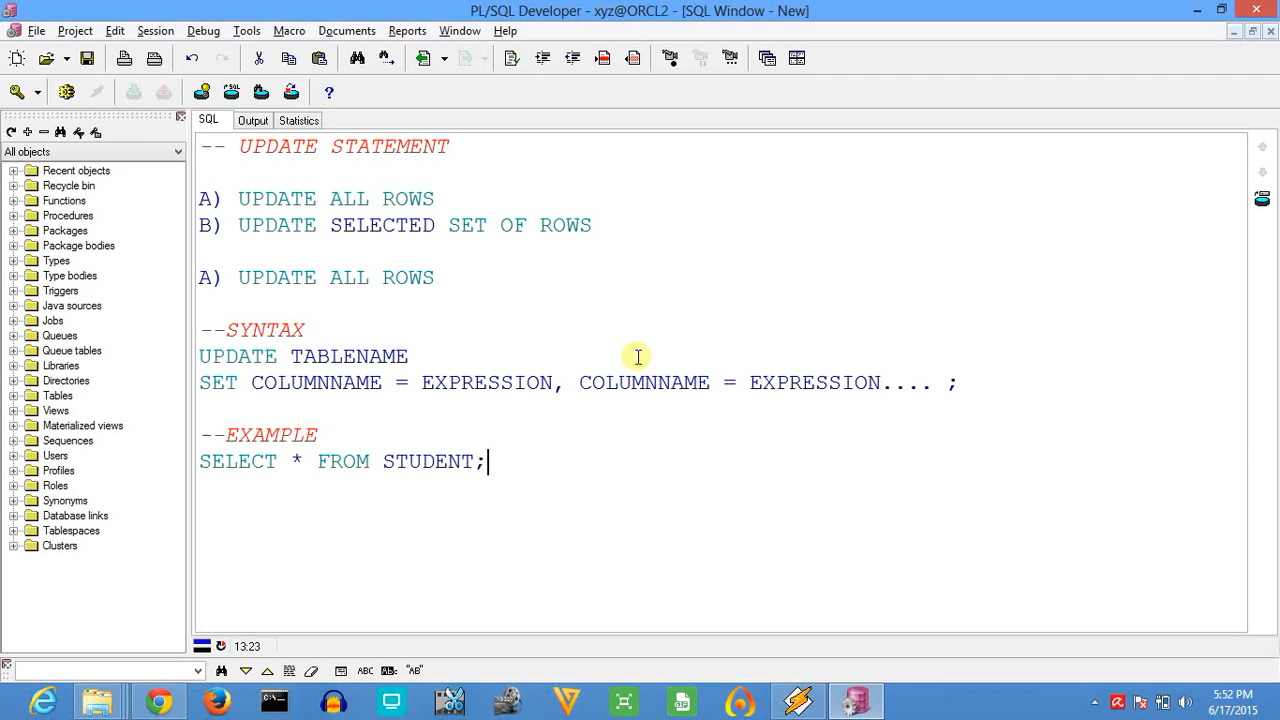 PL/SQL Developer - xyz@ORCL2 - [SQL Window - New]
File Project Edit Session Debug Tools Macro Documents Reports Window Help
SQL Output Statistics
All objects
Recent objects
Recycle bin
Functions
Procedures
Packages
Package bodies
Types
Type bodies
Triggers
Java sources
Jobs
Queues
Queue tables
Libraries
Directories
Tables
Views
Materialized views
Sequences
Users
Profiles
Roles
Synonyms
Database links
Tablespaces
Clusters
-- UPDATE STATEMENT
A) UPDATE ALL ROWS
B) UPDATE SELECTED SET OF ROWS
A) UPDATE ALL ROWS
--SYNTAX
UPDATE TABLENAME
SET COLUMNNAME = EXPRESSION, COLUMNNAME = EXPRESSION.... ;
--EXAMPLE
SELECT * FROM STUDENT;
13:23
5:52 PM
6/17/2015